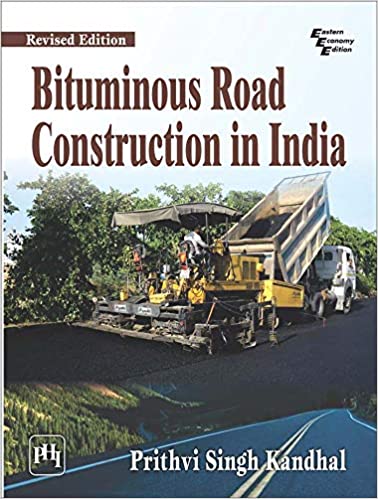 Revised Edition
Eastern
Economy
Edition
Bituminous Road
Construction in India
PHI
Prithvi Singh Kandhal